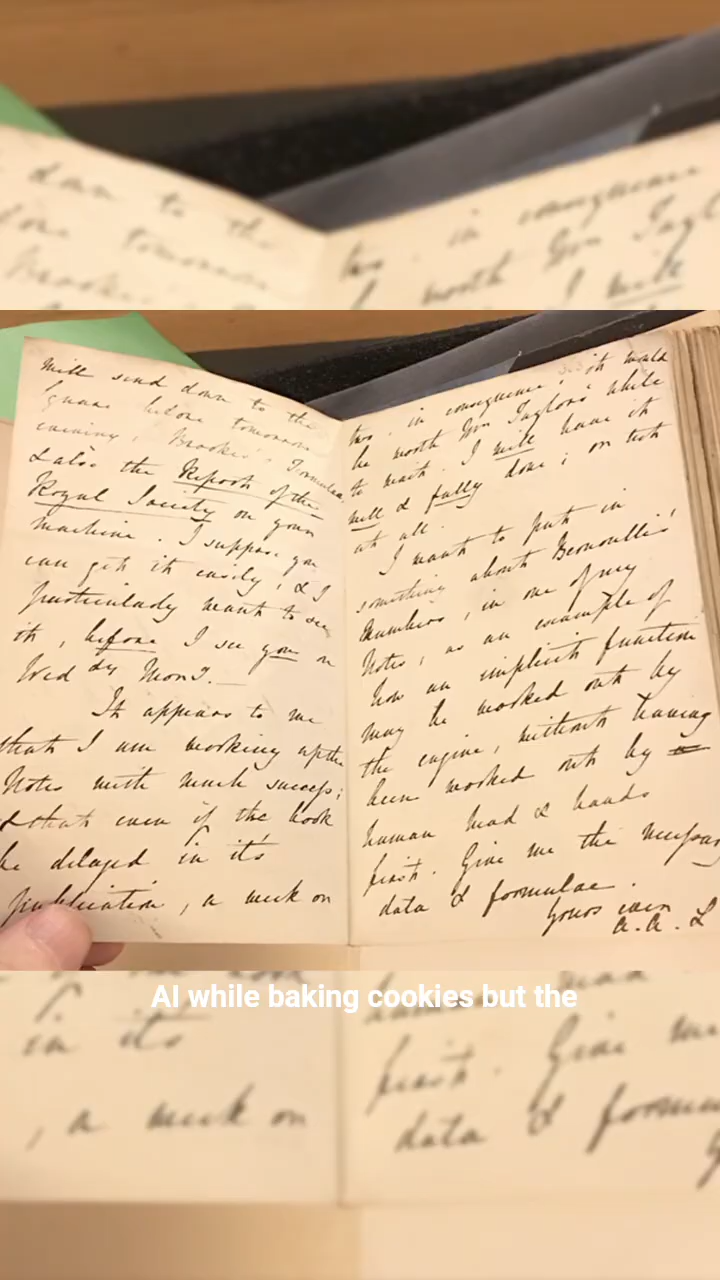 will send down to the
Square before tomorrow
evening, Brooke's Formulae,
& also the Report of the
Royal Society on your
machine. I suppose you
can get it easily, & I
particularly want to see
it, before I see you on
Wed dy Morng.
It appears to me
that I am working up the
Notes with much success;
& that even if the book
be delayed in it's
publication, a week or
two, in consequence, it would
be worth Mr Taylor's while
to wait. I will have it
well & fully done; or not
at all.
I want to put in
something about Bernoulli's
Numbers, in one of my
Notes, as an example of
how an implicit function
may be worked out by
the engine, without having
been worked out by
human head & hands
first. Give me the necessary
data & formulae.
Yours ever
A.A.L
AI while baking cookies but the